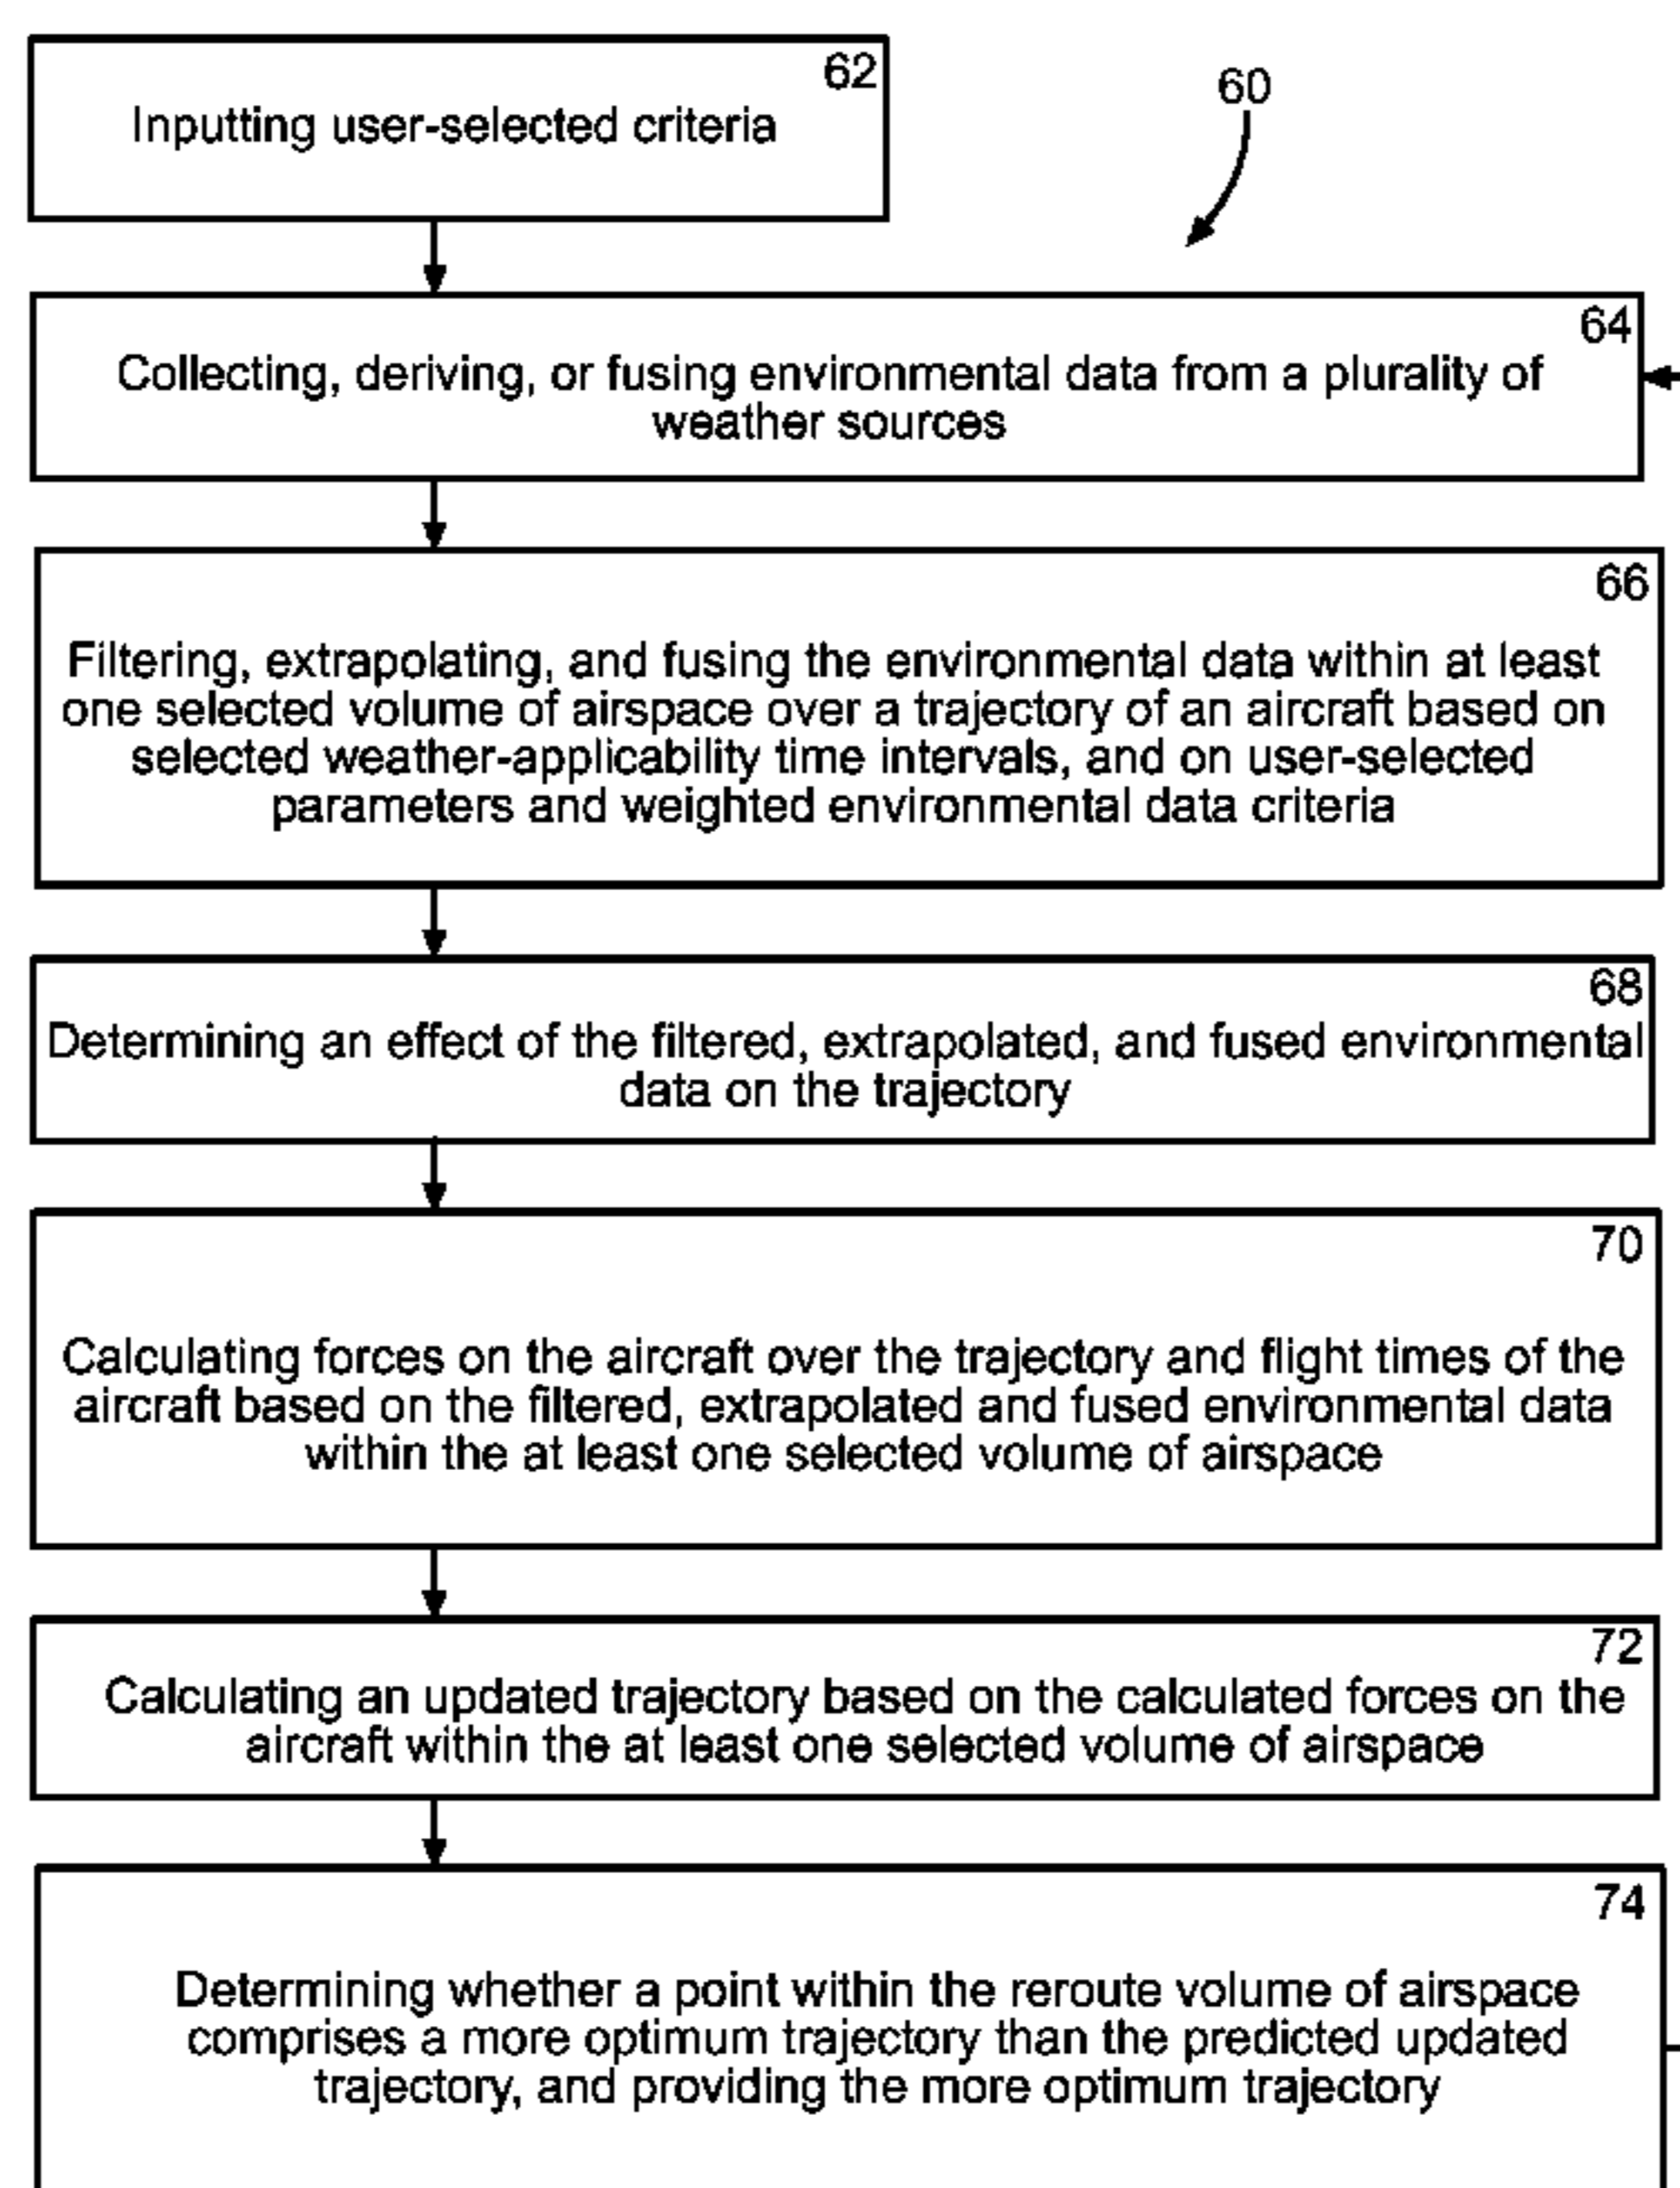 62
Inputting user-selected criteria
60
64
Collecting, deriving, or fusing environmental data from a plurality of
weather sources
66
Filtering, extrapolating, and fusing the environmental data within at least
one selected volume of airspace over a trajectory of an aircraft based on
selected weather-applicability time intervals, and on user-selected
parameters and weighted environmental data criteria
68
Determining an effect of the filtered, extrapolated, and fused environmental
data on the trajectory
70
Calculating forces on the aircraft over the trajectory and flight times of the
aircraft based on the filtered, extrapolated and fused environmental data
within the at least one selected volume of airspace
72
Calculating an updated trajectory based on the calculated forces on the
aircraft within the at least one selected volume of airspace
74
Determining whether a point within the reroute volume of airspace
comprises a more optimum trajectory than the predicted updated
trajectory, and providing the more optimum trajectory